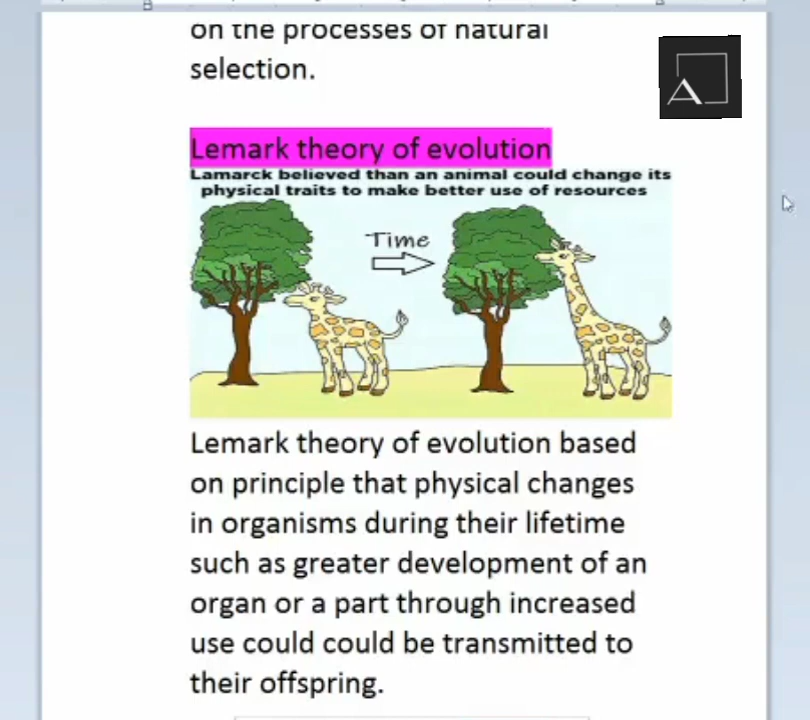 on the processes of natural
selection.
Lemark theory of evolution
Lamarck believed than an animal could change its
physical traits to make better use of resources
Time
Lemark theory of evolution based
on principle that physical changes
in organisms during their lifetime
such as greater development of an
organ or a part through increased
use could could be transmitted to
their offspring.